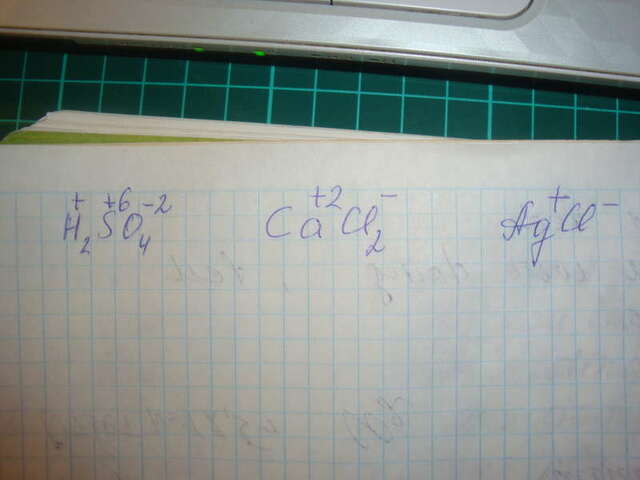 H₂⁺S⁺⁶O₄⁻² Ca⁺²Cl₂⁻ Ag⁺Cl⁻